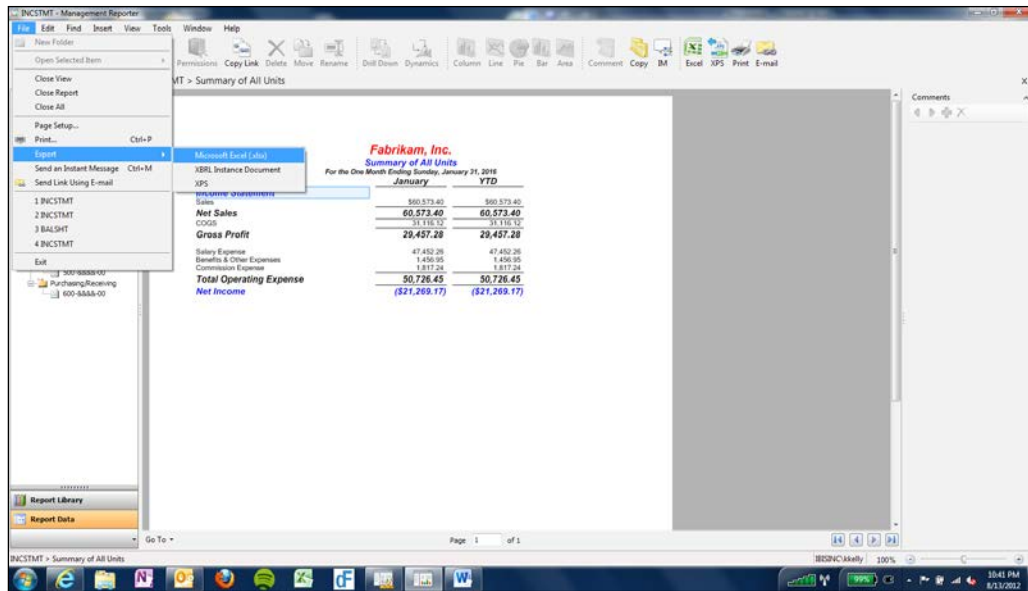 INCSTMT - Management Reporter
File Edit Find Insert View Tools Window Help
New Folder
Open Selected Item
Close View
Close Report
Close All
Page Setup...
Print... Ctrl+P
Export
Send an Instant Message Ctrl+M
Send Link Using E-mail
1 INCSTMT
2 INCSTMT
3 BALSHT
4 INCSTMT
Exit
Microsoft Excel (.xlsx)
XBRL Instance Document
XPS
Permissions Copy Link Delete Move Rename Drill Down Dynamics Column Line Pie Bar Area Comment Copy IM Excel XPS Print E-mail
> Summary of All Units
Comments
Fabrikam, Inc.
Summary of All Units
For the One Month Ending Sunday, January 31, 2016
January YTD
Income Statement
Sales $60,573.40 $60,573.40
Net Sales 60,573.40 60,573.40
COGS 31,116.12 31,116.12
Gross Profit 29,457.28 29,457.28
Salary Expense 47,452.26 47,452.26
Benefits & Other Expenses 1,456.95 1,456.95
Commission Expense 1,817.24 1,817.24
Total Operating Expense 50,726.45 50,726.45
Net Income ($21,269.17) ($21,269.17)
500-&&&&-00
Purchasing/Receiving
600-&&&&-00
Report Library
Report Data
Go To
Page 1 of 1
INCSTMT > Summary of All Units
IBISINC\kkelly 100%
99%
10:41 PM
8/13/2012